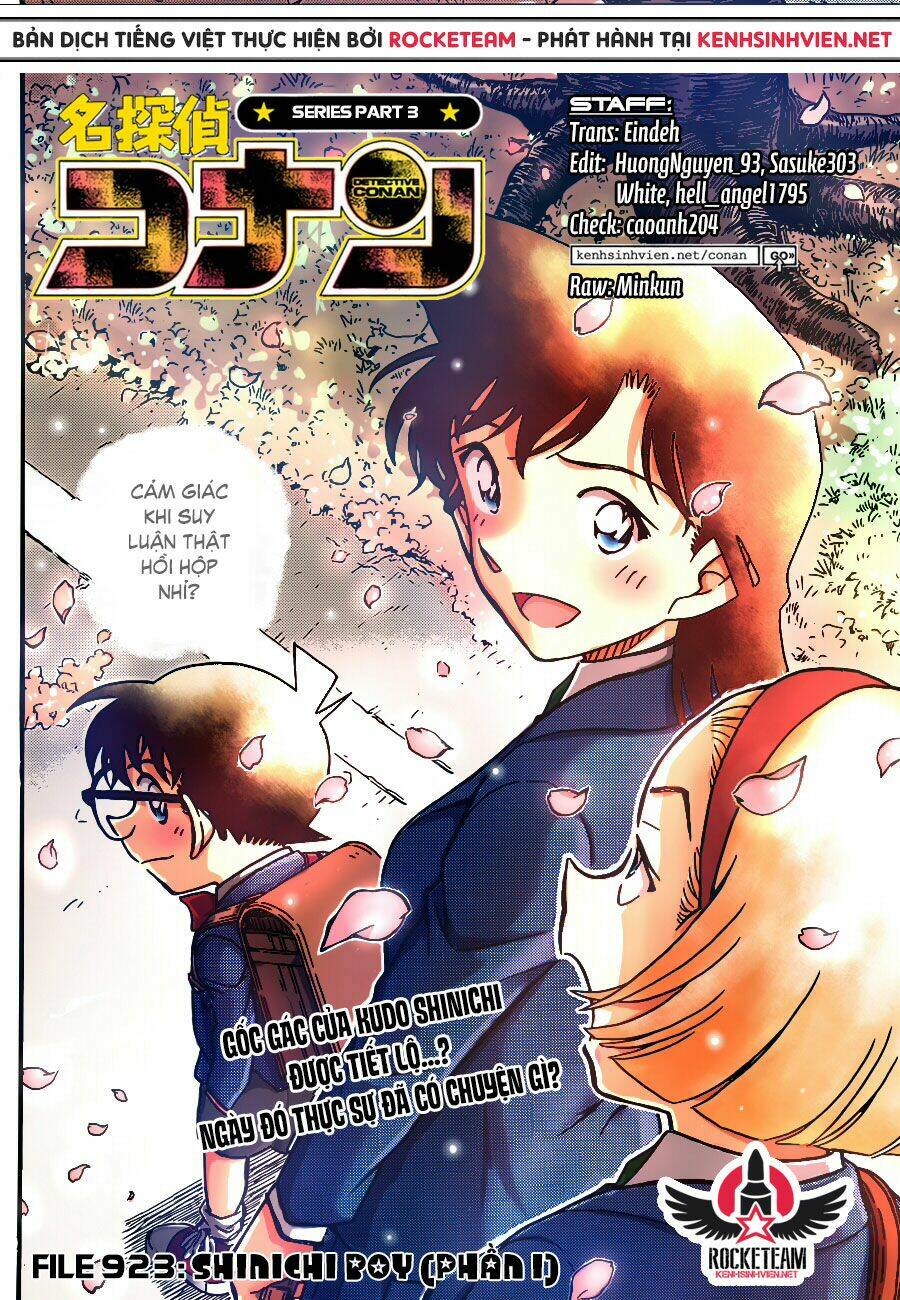 BẢN DỊCH TIẾNG VIỆT THỰC HIỆN BỞI ROCKETEAM - PHÁT HÀNH TẠI KENHSINHVIEN.NET
名探偵
SERIES PART 3
コナン
DETECTIVE
CONAN
STAFF:
Trans: Eindeh
Edit: HuongNguyen_93, Sasuke303
White, hell_angel1795
Check: caoanh204
kenhsinhvien.net/conan GO»
Raw: Minkun
CẢM GIÁC
KHI SUY
LUẬN THẬT
HỒI HỘP
NHỈ?
GỐC GÁC CỦA KUDO SHINICHI
ĐƯỢC TIẾT LỘ...?
NGÀY ĐÓ THỰC SỰ ĐÃ CÓ CHUYỆN GÌ?
FILE 923: SHINICHI BOY (PHẦN I)
ROCKETEAM
KENHSINHVIEN.NET